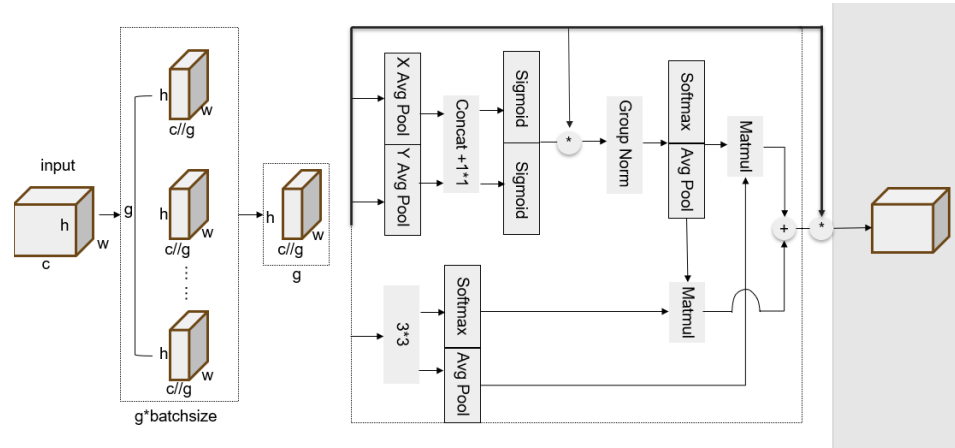 input
h
w
c
g
h
w
c//g
h
w
c//g
......
h
w
c//g
g*batchsize
h
w
c//g
g
X Avg Pool
Y Avg Pool
Concat +1*1
Sigmoid
Sigmoid
*
Group Norm
Softmax
Avg Pool
Matmul
+
*
3*3
Softmax
Avg Pool
Matmul